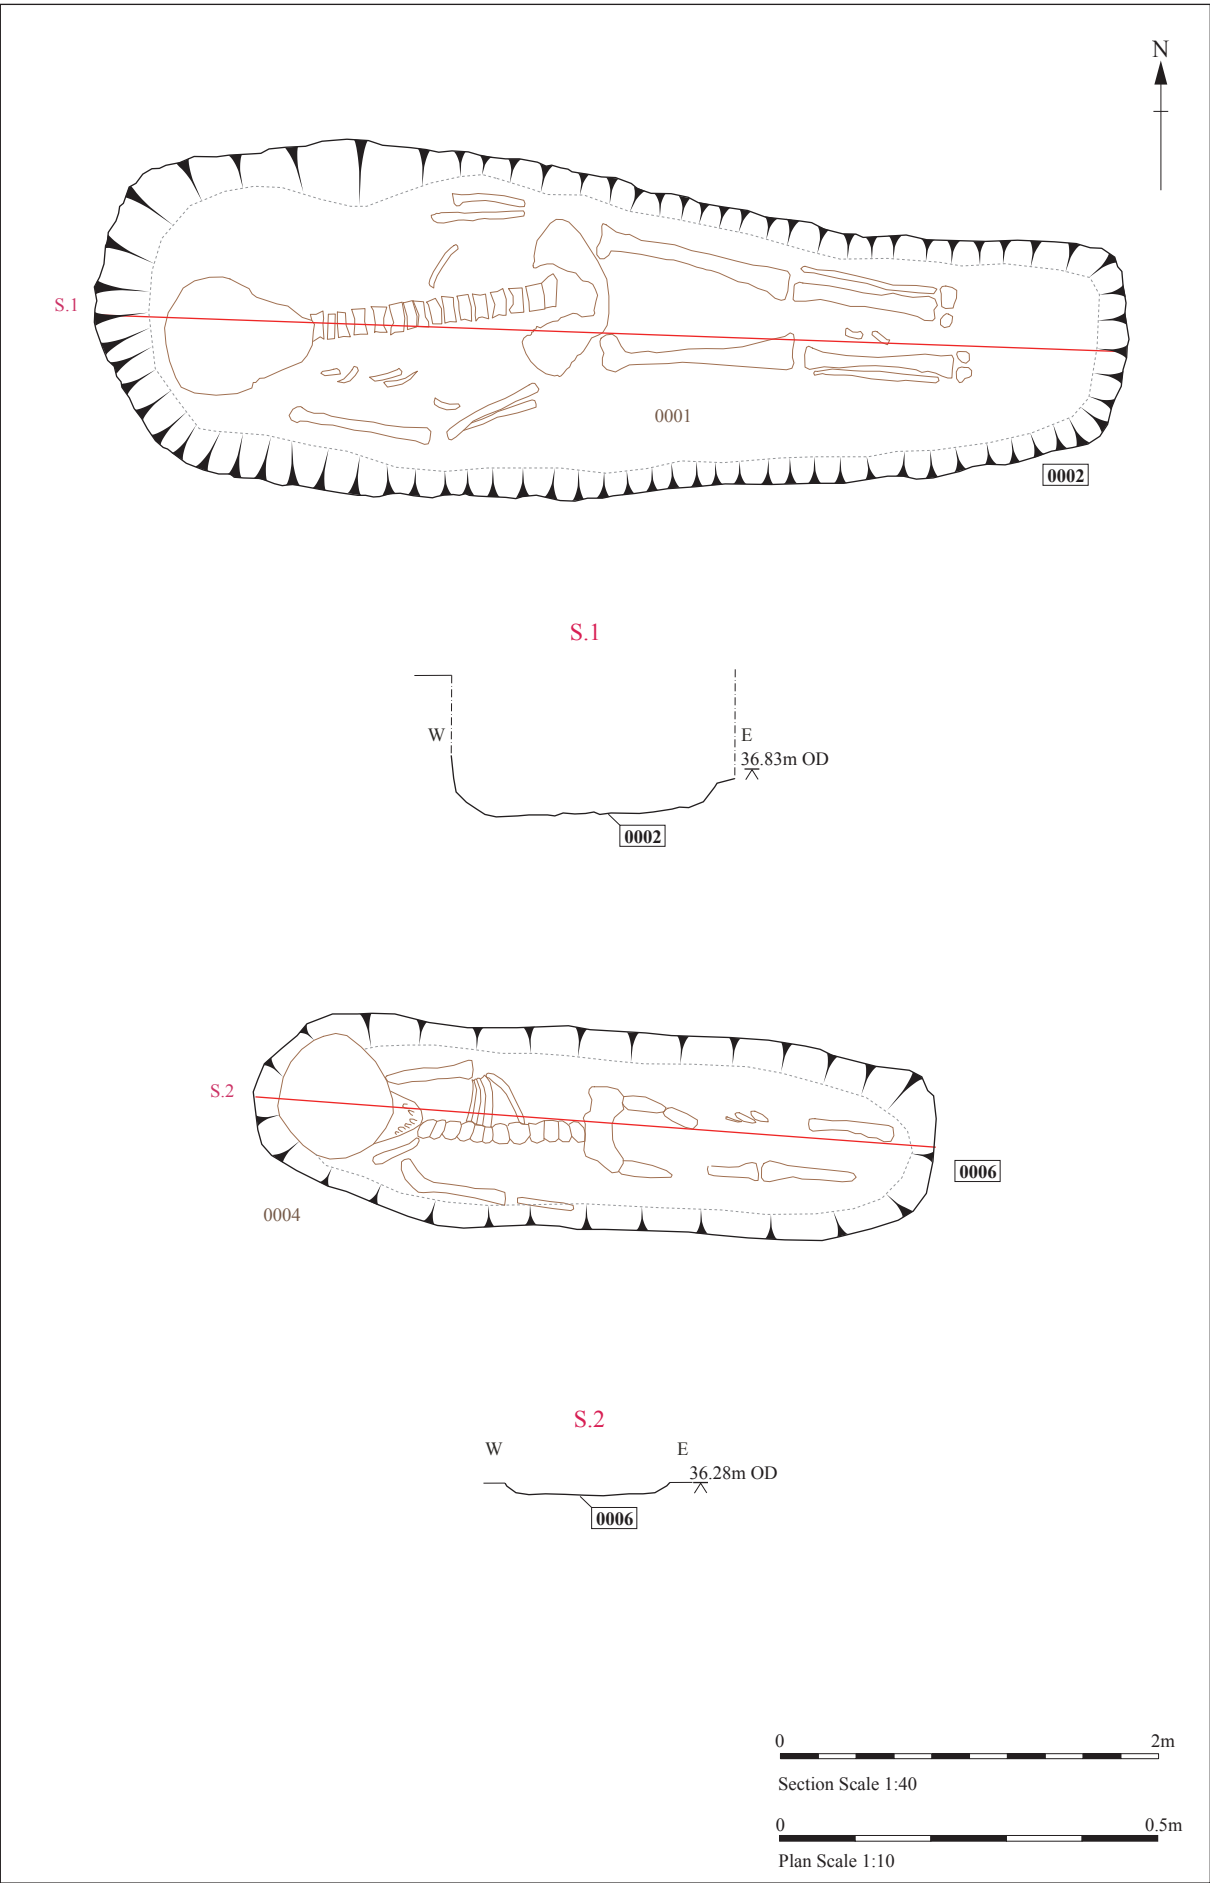 N
S.1
0001
0002
S.1
W
E
36.83m OD
0002
S.2
0006
0004
S.2
W
E
36.28m OD
0006
0 2m
Section Scale 1:40
0 0.5m
Plan Scale 1:10